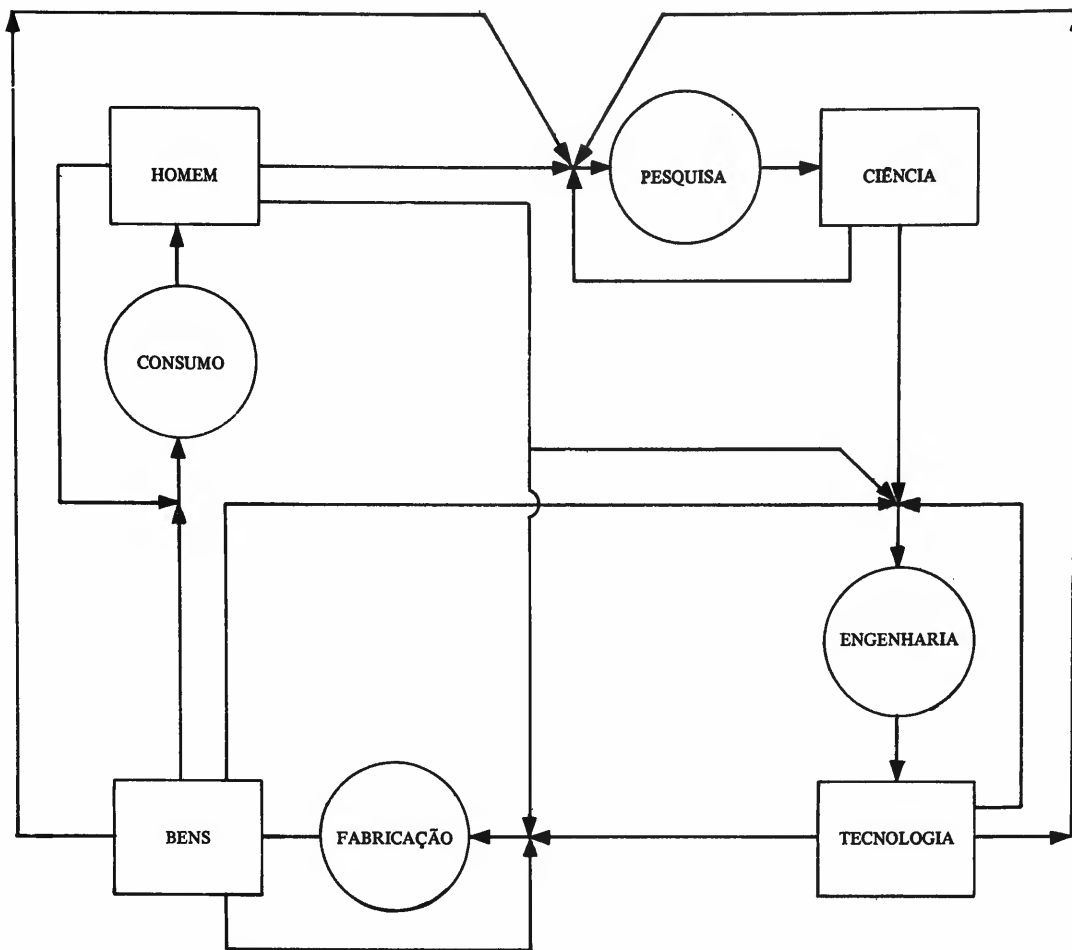 HOMEM
PESQUISA
CIÊNCIA
CONSUMO
ENGENHARIA
BENS
FABRICAÇÃO
TECNOLOGIA